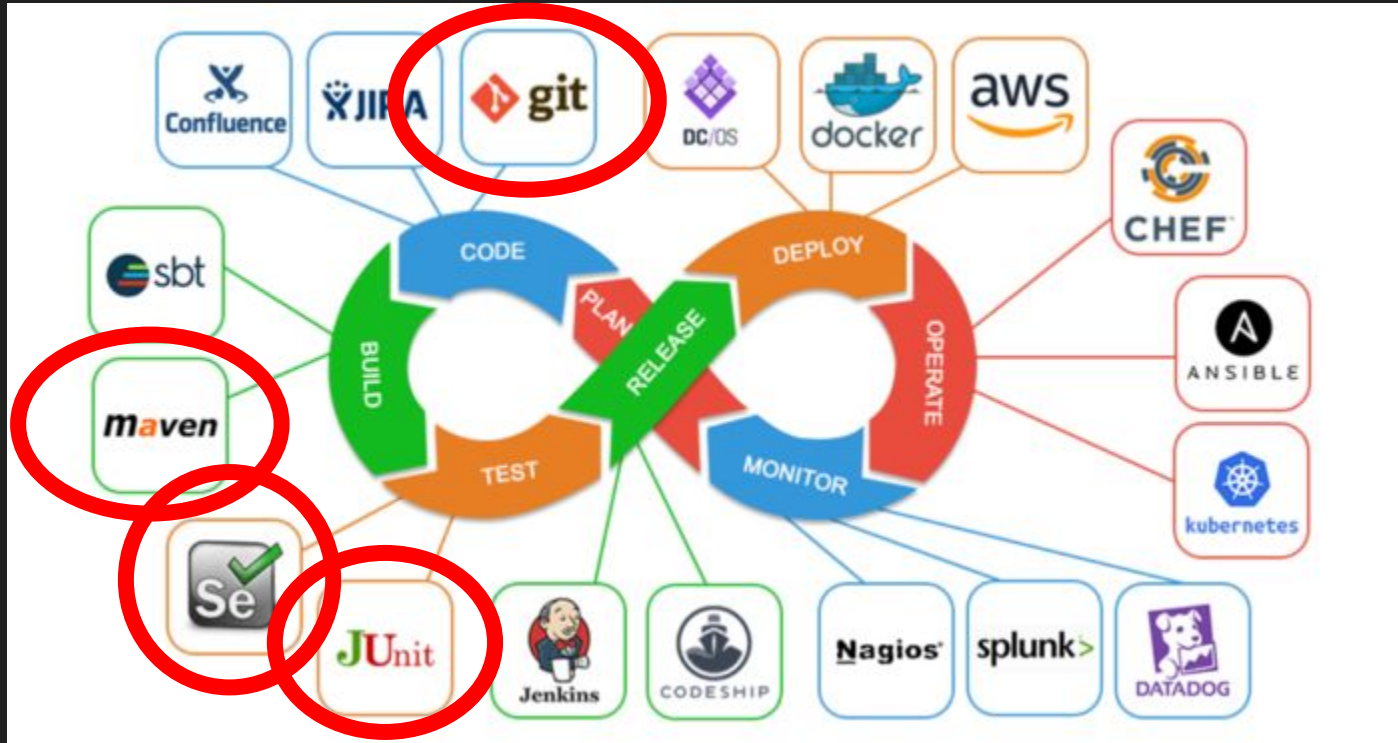 Confluence
JIRA
git
DC/OS
docker
aws
CHEF
sbt
CODE
DEPLOY
PLAN
RELEASE
BUILD
OPERATE
ANSIBLE
maven
TEST
MONITOR
kubernetes
Se
JUnit
Jenkins
CODESHIP
Nagios
splunk>
DATADOG